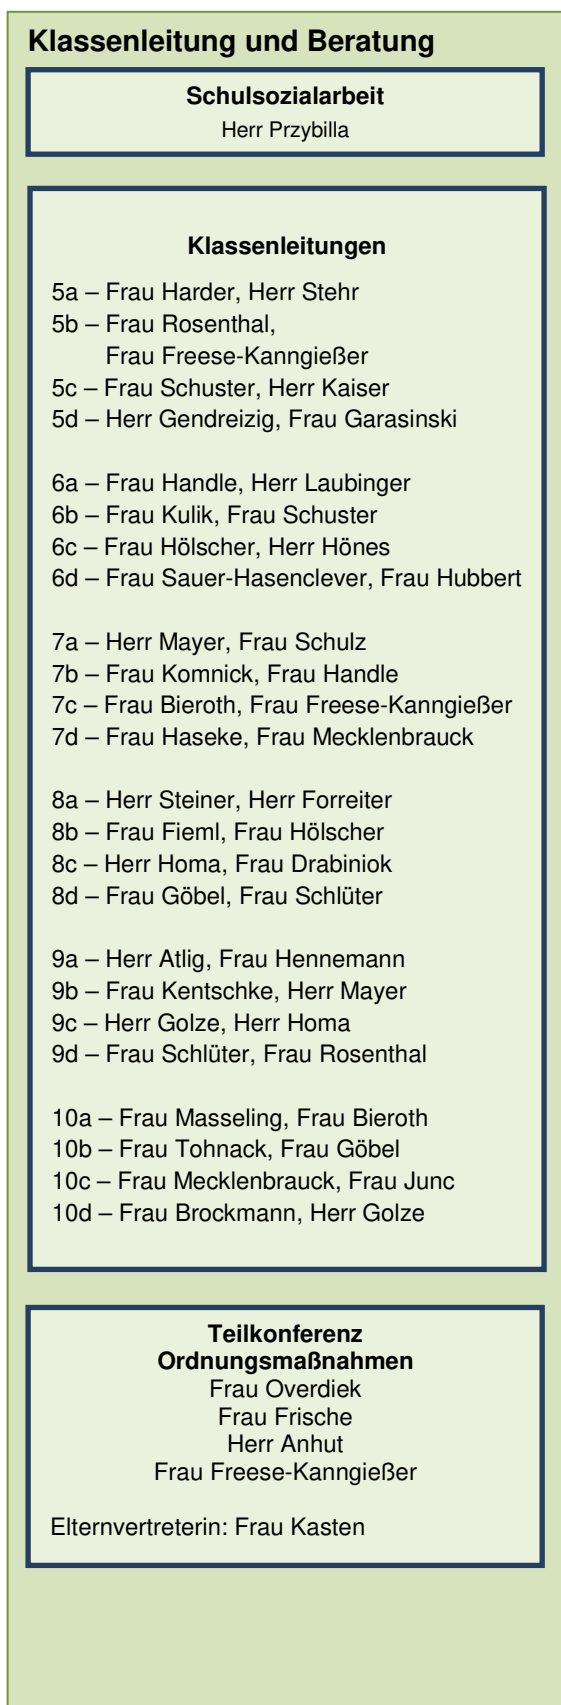 Klassenleitung und Beratung
Schulsozialarbeit
Herr Przybilla
Klassenleitungen
5a – Frau Harder, Herr Stehr
5b – Frau Rosenthal,
Frau Freese-Kanngießer
5c – Frau Schuster, Herr Kaiser
5d – Herr Gendreizig, Frau Garasinski
6a – Frau Handle, Herr Laubinger
6b – Frau Kulik, Frau Schuster
6c – Frau Hölscher, Herr Hönes
6d – Frau Sauer-Hasenclever, Frau Hubbert
7a – Herr Mayer, Frau Schulz
7b – Frau Komnick, Frau Handle
7c – Frau Bieroth, Frau Freese-Kanngießer
7d – Frau Haseke, Frau Mecklenbrauck
8a – Herr Steiner, Herr Forreiter
8b – Frau Fieml, Frau Hölscher
8c – Herr Homa, Frau Drabiniok
8d – Frau Göbel, Frau Schlüter
9a – Herr Atlig, Frau Hennemann
9b – Frau Kentschke, Herr Mayer
9c – Herr Golze, Herr Homa
9d – Frau Schlüter, Frau Rosenthal
10a – Frau Masseling, Frau Bieroth
10b – Frau Tohnack, Frau Göbel
10c – Frau Mecklenbrauck, Frau Junc
10d – Frau Brockmann, Herr Golze
Teilkonferenz
Ordnungsmaßnahmen
Frau Overdiek
Frau Frische
Herr Anhut
Frau Freese-Kanngießer
Elternvertreterin: Frau Kasten